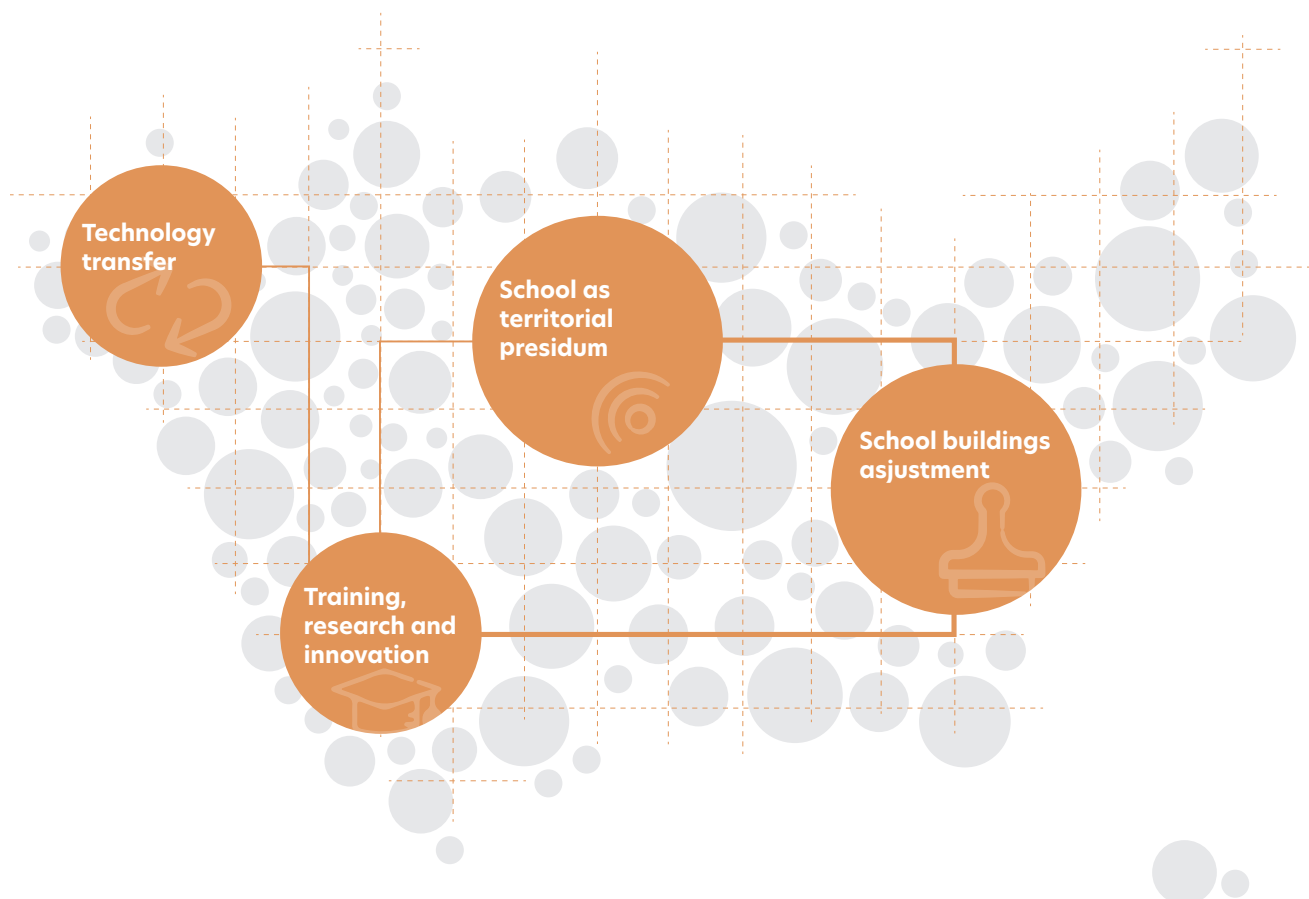 Technology
transfer
School as
territorial
presidum
School buildings
asjustment
Training,
research and
innovation